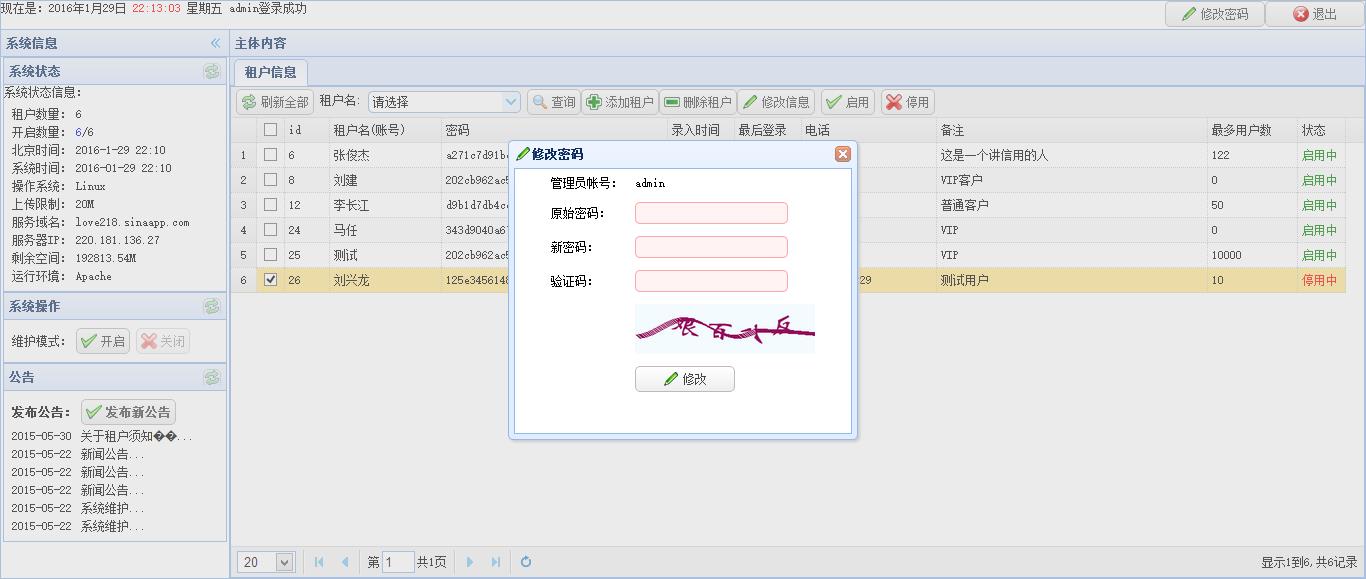 现在是：2016年1月29日 22:13:03 星期五 admin登录成功
修改密码 退出
系统信息
系统状态
系统状态信息：
租户数量： 6
开启数量： 6/6
北京时间： 2016-1-29 22:10
系统时间： 2016-01-29 22:10
操作系统： Linux
上传限制： 20M
服务域名： love218.sinaapp.com
服务器IP： 220.181.136.27
剩余空间： 192813.54M
运行环境： Apache
系统操作
维护模式： 开启 关闭
公告
发布公告： 发布新公告
2015-05-30 关于租户须知��...
2015-05-22 新闻公告...
2015-05-22 新闻公告...
2015-05-22 新闻公告...
2015-05-22 系统维护...
2015-05-22 系统维护...
主体内容
租户信息
刷新全部 租户名： 请选择 查询 添加租户 删除租户 修改信息 启用 停用
id 租户名(账号) 密码 录入时间 最后登录 电话 备注 最多用户数 状态
1 6 张俊杰 a271c7d91b 这是一个讲信用的人 122 启用中
2 8 刘建 202cb962ac5 VIP客户 0 启用中
3 12 李长江 d9b1d7db4c 普通客户 50 启用中
4 24 马任 343d9040a6 VIP 0 启用中
5 25 测试 202cb962ac5 VIP 10000 启用中
6 26 刘兴龙 125e3456148 29 测试用户 10 停用中
修改密码
管理员帐号： admin
原始密码：
新密码：
验证码：
修改
20 第 1 共1页 显示1到6,共6记录